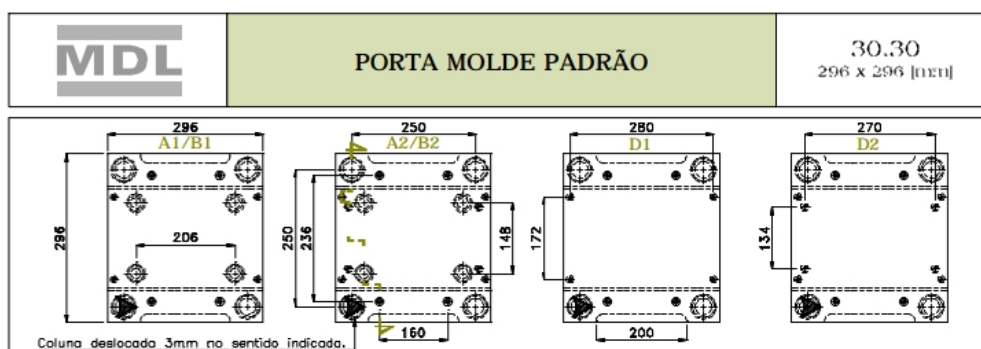 MDL
PORTA MOLDE PADRÃO
30.30
296 x 296 [mm]
296
A1/B1
250
A2/B2
280
D1
270
D2
296
206
250
236
148
172
134
160
200
Coluna deslocada 3mm no sentido indicada.